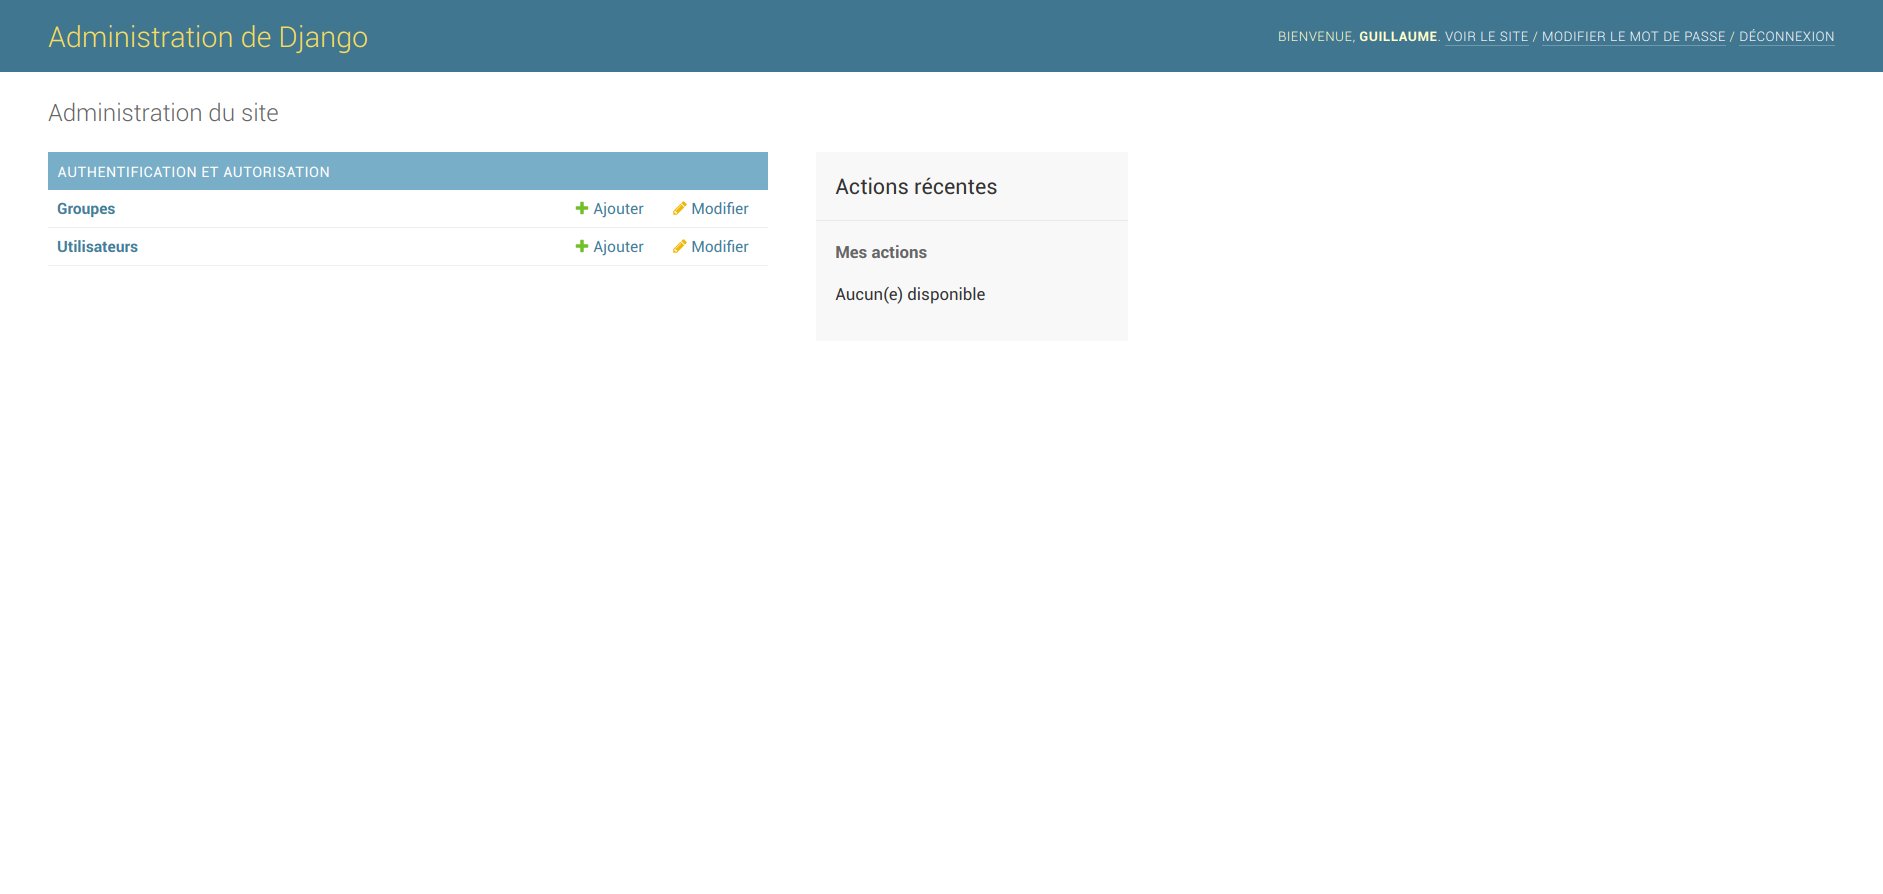 Administration de Django
BIENVENUE, GUILLAUME. VOIR LE SITE / MODIFIER LE MOT DE PASSE / DÉCONNEXION
Administration du site
AUTHENTIFICATION ET AUTORISATION
Groupes Ajouter Modifier
Utilisateurs Ajouter Modifier
Actions récentes
Mes actions
Aucun(e) disponible